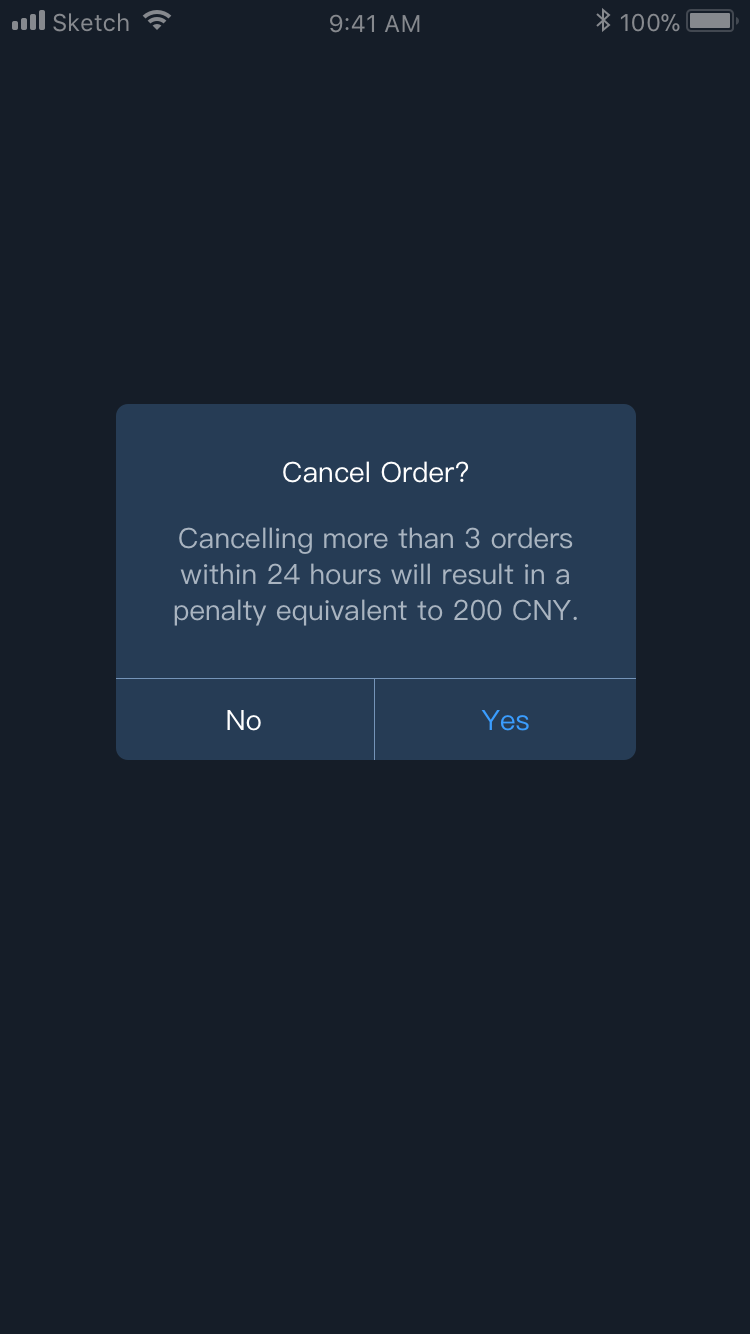 Sketch 9:41 AM 100%
Cancel Order?
Cancelling more than 3 orders
within 24 hours will result in a
penalty equivalent to 200 CNY.
No Yes